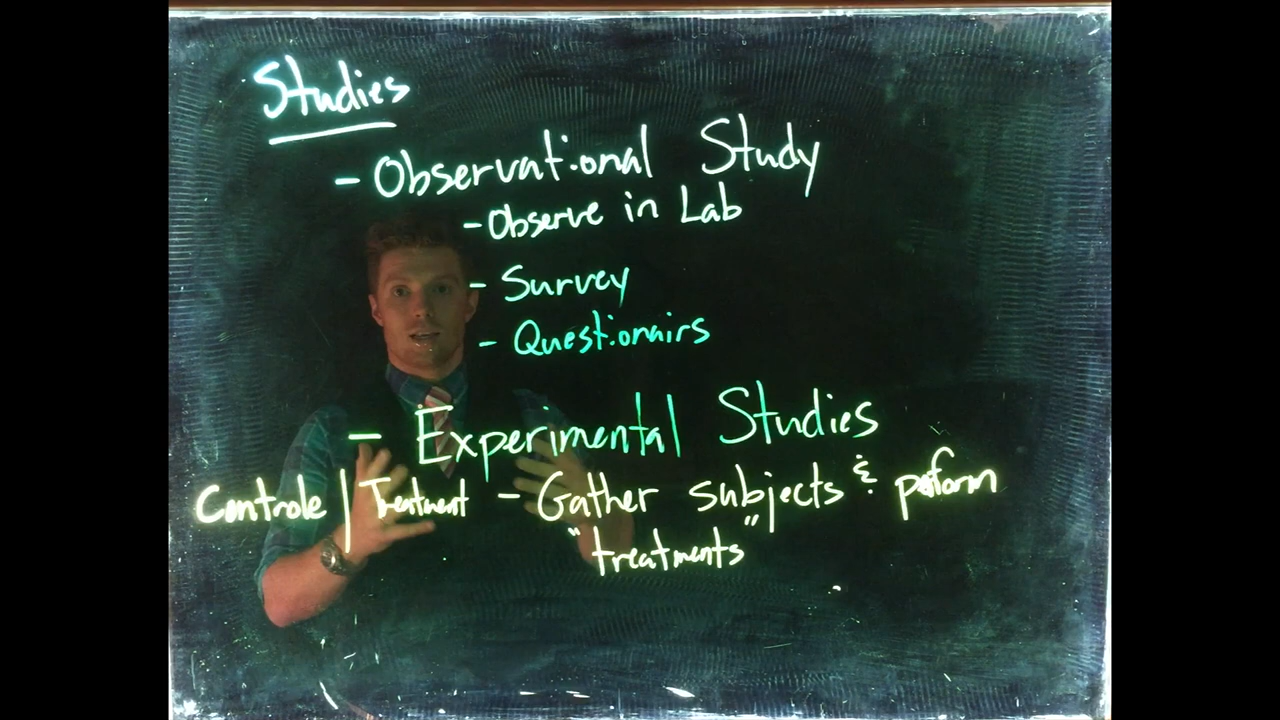 Studies
- Observational Study
- Observe in Lab
- Survey
- Questionairs
- Experimental Studies
Controle | Treatment - Gather subjects & peform
"treatments"